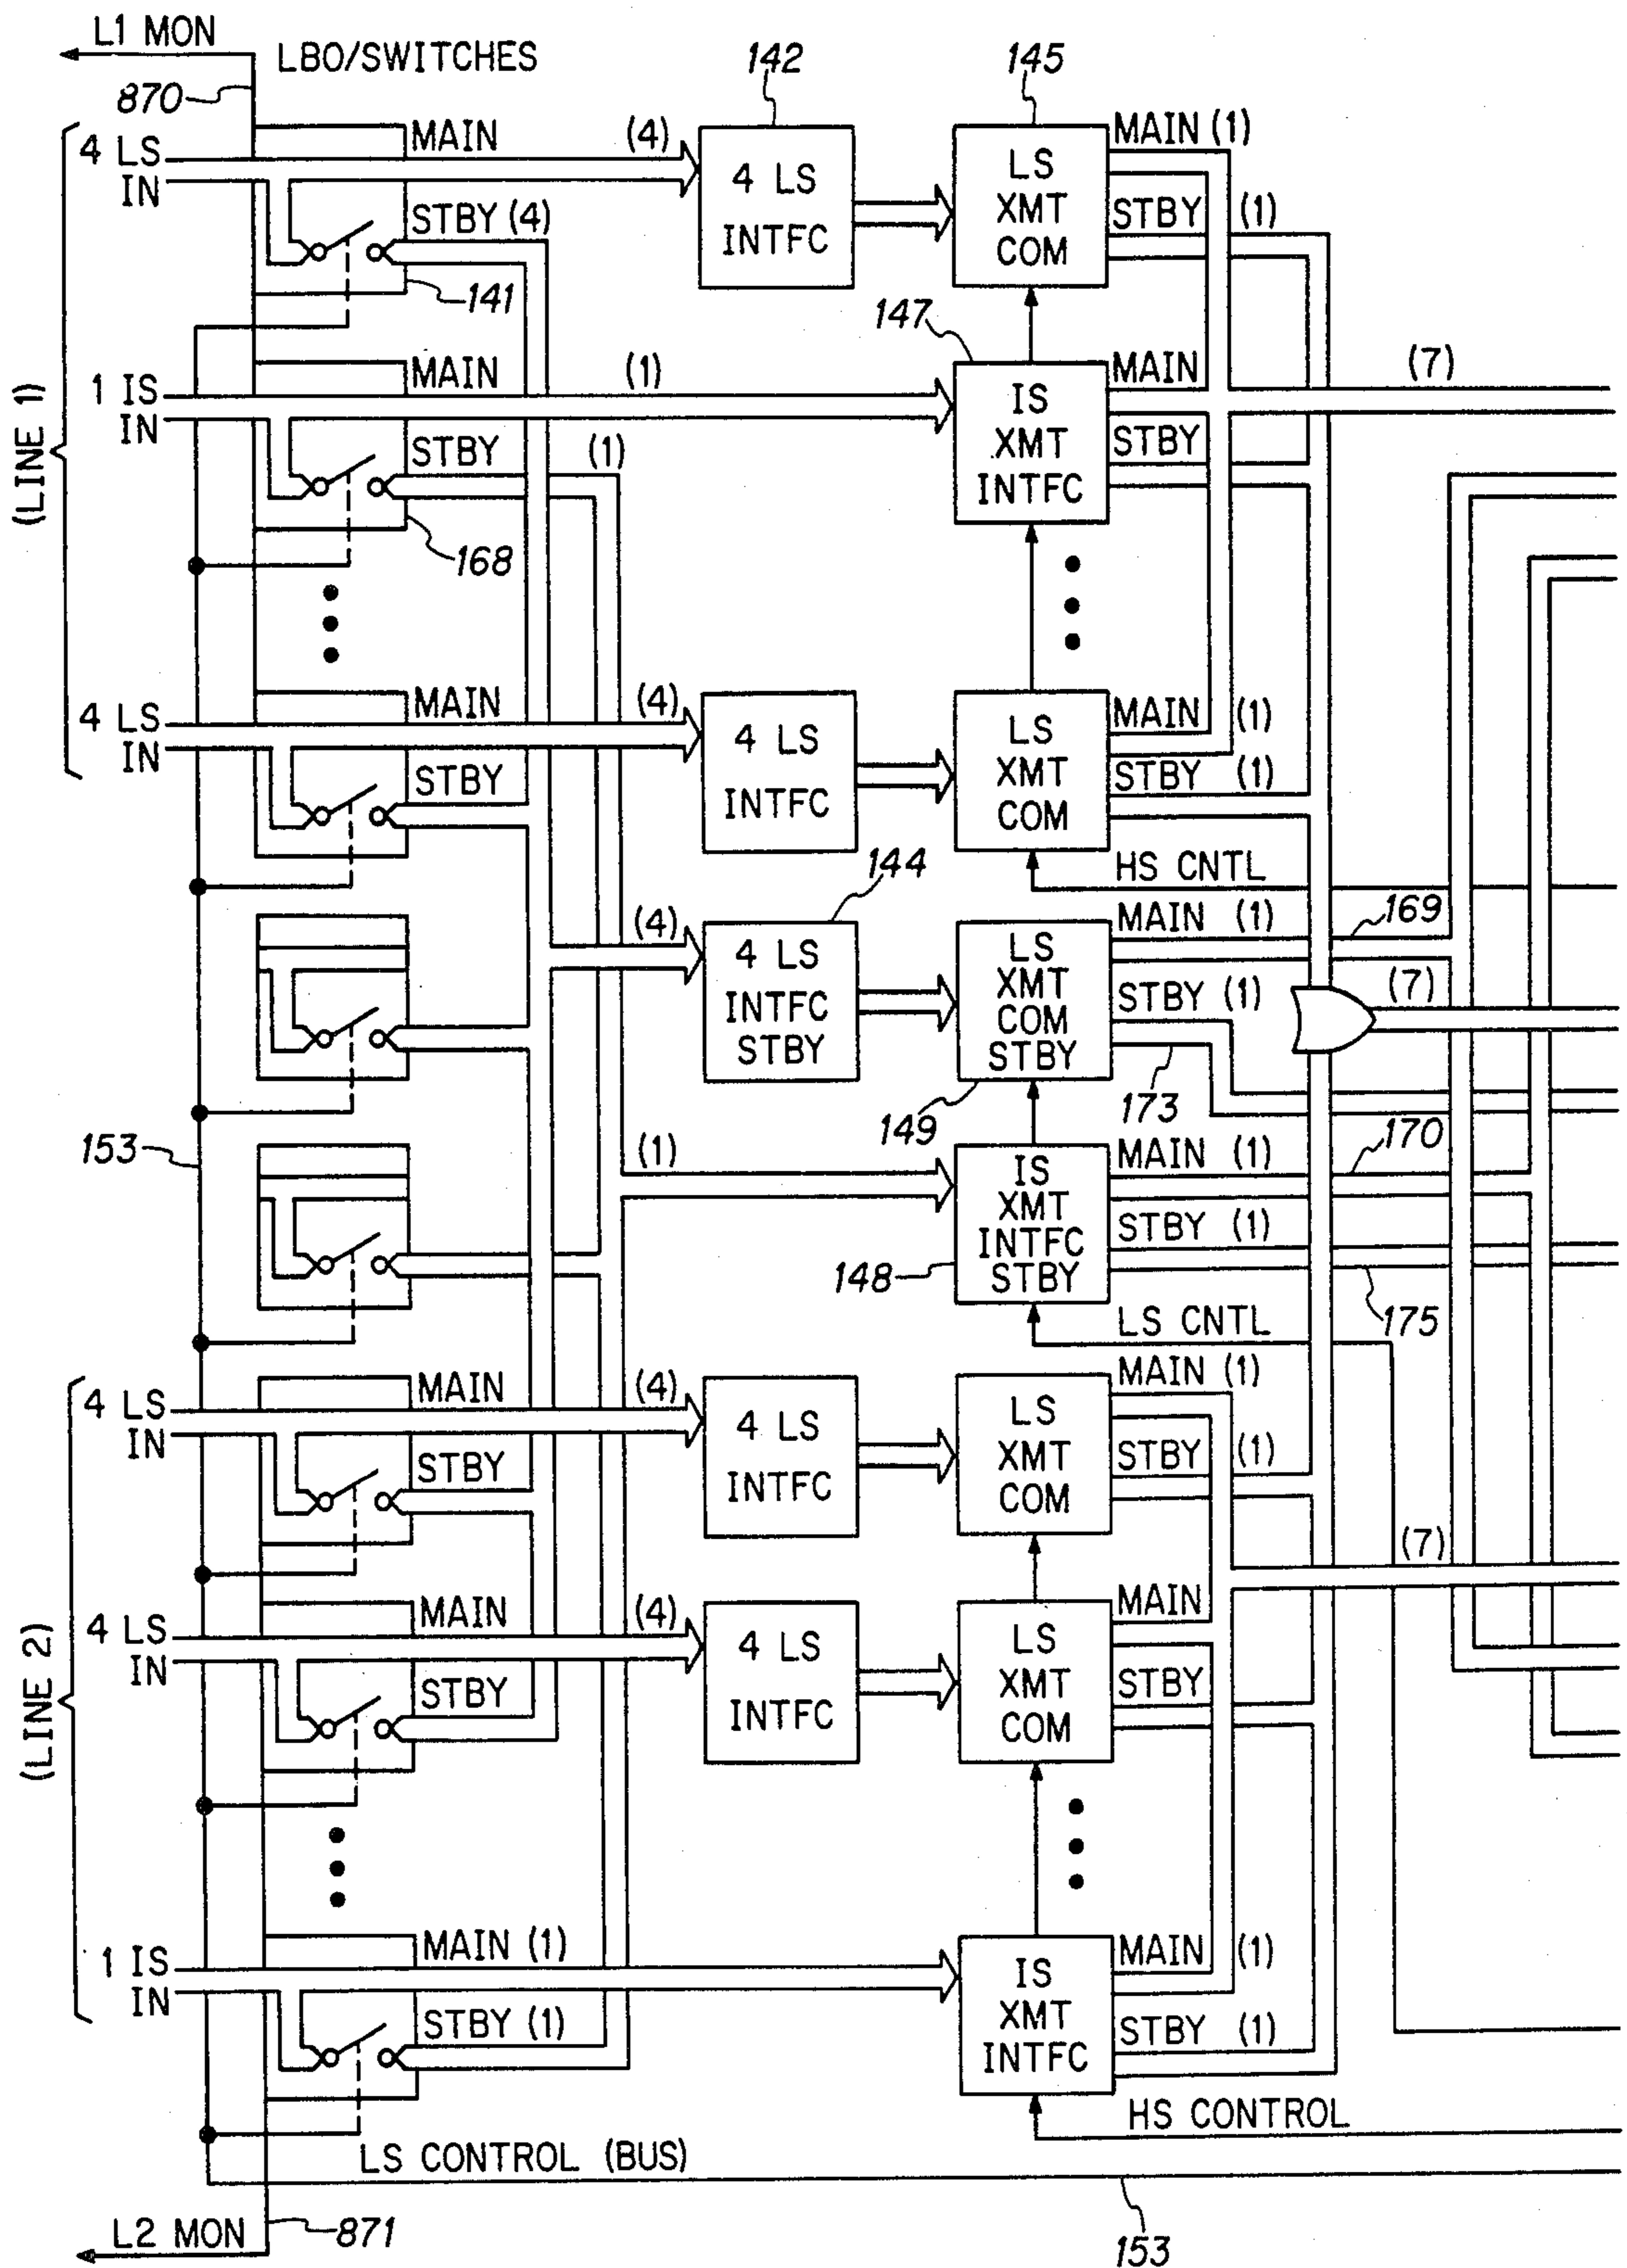 L1 MON
LBO/SWITCHES
870
142
145
(LINE 1)
4 LS
IN
MAIN
(4)
STBY (4)
141
4 LS
INTFC
LS
XMT
COM
MAIN (1)
STBY (1)
147
1 IS
IN
MAIN
(1)
STBY
(1)
168
IS
XMT
INTFC
MAIN
STBY
(7)
4 LS
IN
MAIN
(4)
STBY
4 LS
INTFC
LS
XMT
COM
MAIN (1)
STBY (1)
HS CNTL
144
(4)
4 LS
INTFC
STBY
LS
XMT
COM
STBY
MAIN (1)
169
STBY (1)
(7)
149
173
153
(1)
IS
XMT
INTFC
STBY
148
MAIN (1)
170
STBY (1)
175
LS CNTL
(LINE 2)
4 LS
IN
MAIN
(4)
STBY
4 LS
INTFC
LS
XMT
COM
MAIN (1)
STBY (1)
(7)
4 LS
IN
MAIN
(4)
STBY
4 LS
INTFC
LS
XMT
COM
MAIN
STBY
1 IS
IN
MAIN (1)
STBY (1)
IS
XMT
INTFC
MAIN (1)
STBY (1)
HS CONTROL
LS CONTROL (BUS)
153
L2 MON
871